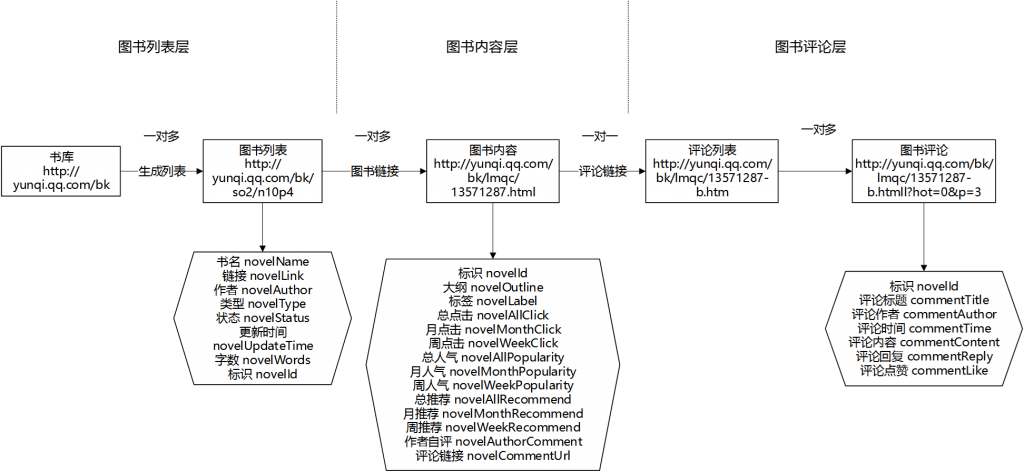 图书列表层
图书内容层
图书评论层
一对多
一对多
一对一
一对多
书库
http://
yunqi.qq.com/bk
生成列表
图书列表
http://
yunqi.qq.com/bk/
so2/n10p4
图书链接
图书内容
http://yunqi.qq.com/
bk/lmqc/
13571287.html
评论链接
评论列表
http://yunqi.qq.com/
bk/lmqc/13571287-
b.htm
图书评论
http://yunqi.qq.com/bk/
lmqc/13571287-
b.htmll?hot=0&p=3
书名 novelName
链接 novelLink
作者 novelAuthor
类型 novelType
状态 novelStatus
更新时间
novelUpdateTime
字数 novelWords
标识 novelId
标识 novelId
大纲 novelOutline
标签 novelLabel
总点击 novelAllClick
月点击 novelMonthClick
周点击 novelWeekClick
总人气 novelAllPopularity
月人气 novelMonthPopularity
周人气 novelWeekPopularity
总推荐 novelAllRecommend
月推荐 novelMonthRecommend
周推荐 novelWeekRecommend
作者自评 novelAuthorComment
评论链接 novelCommentUrl
标识 novelId
评论标题 commentTitle
评论作者 commentAuthor
评论时间 commentTime
评论内容 commentContent
评论回复 commentReply
评论点赞 commentLike